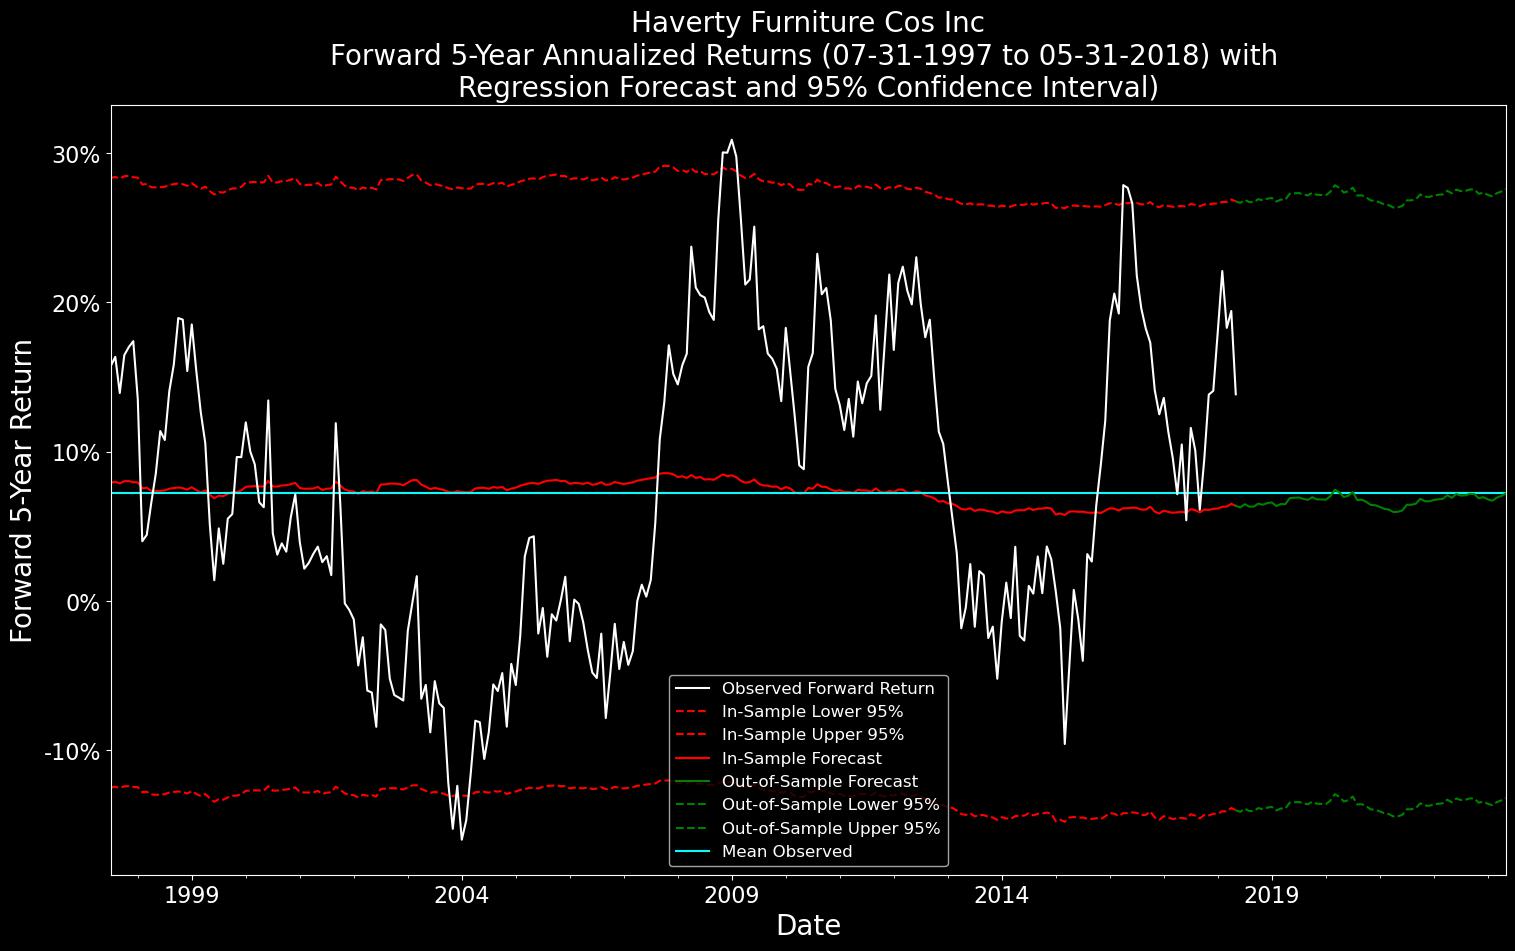 Haverty Furniture Cos Inc
Forward 5-Year Annualized Returns (07-31-1997 to 05-31-2018) with
Regression Forecast and 95% Confidence Interval)
Forward 5-Year Return
30%
20%
10%
0%
-10%
Observed Forward Return
In-Sample Lower 95%
In-Sample Upper 95%
In-Sample Forecast
Out-of-Sample Forecast
Out-of-Sample Lower 95%
Out-of-Sample Upper 95%
Mean Observed
1999
2004
2009
2014
2019
Date